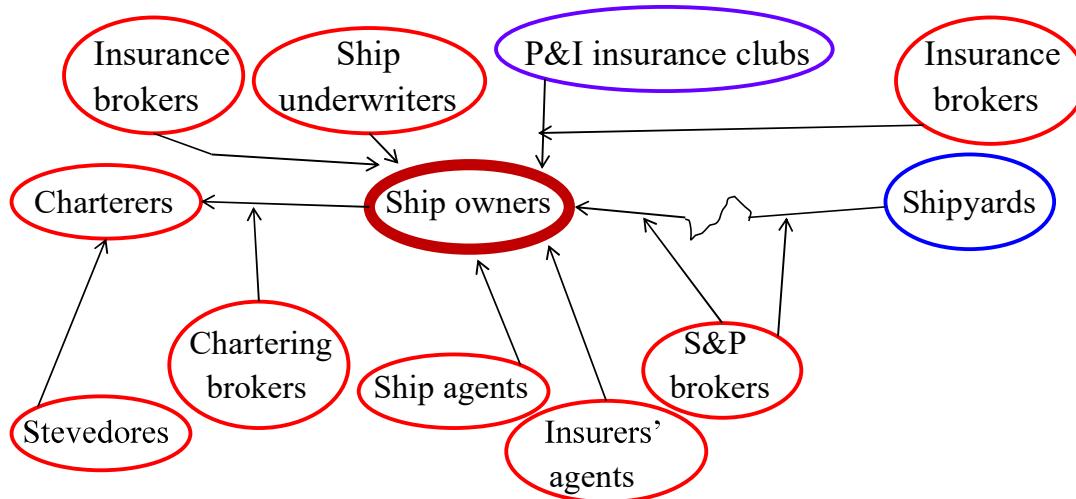 Insurance
brokers
Ship
underwriters
P&I insurance clubs
Insurance
brokers
Charterers
Ship owners
Shipyards
Chartering
brokers
Ship agents
S&P
brokers
Stevedores
Insurers’
agents